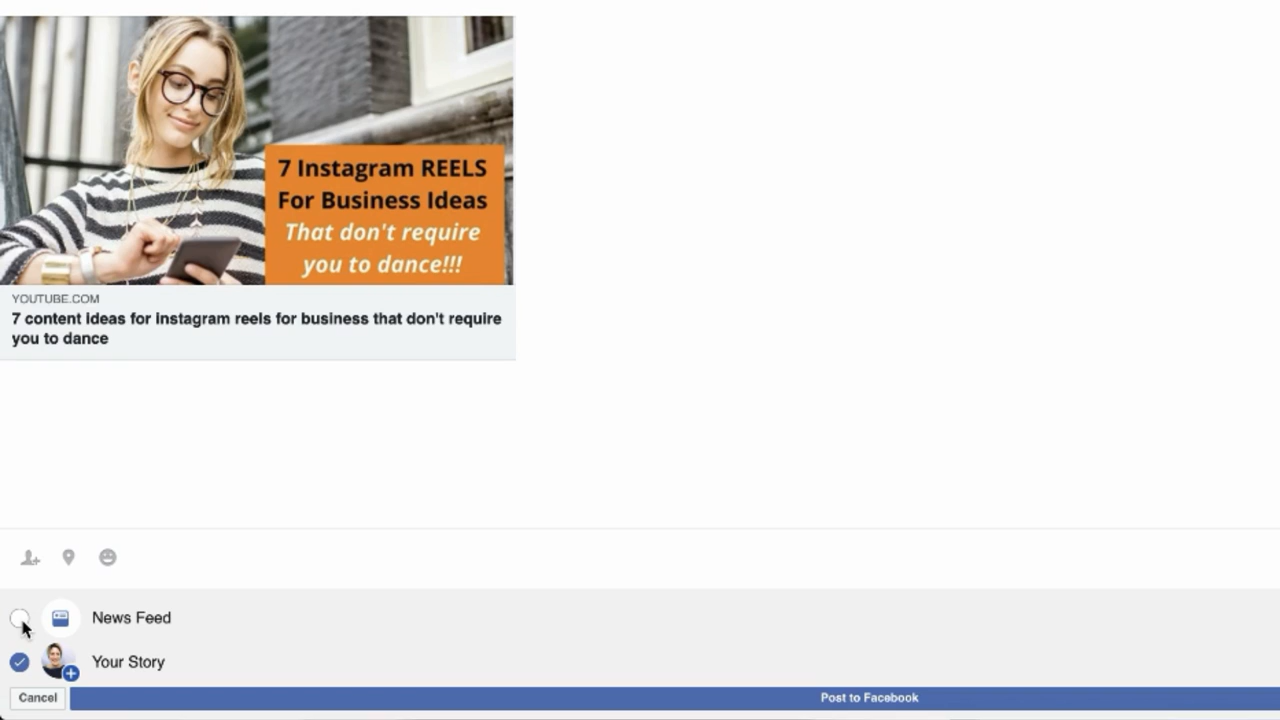 7 Instagram REELS
For Business Ideas
That don't require
you to dance!!!
YOUTUBE.COM
7 content ideas for instagram reels for business that don't require
you to dance
News Feed
Your Story
Cancel
Post to Facebook